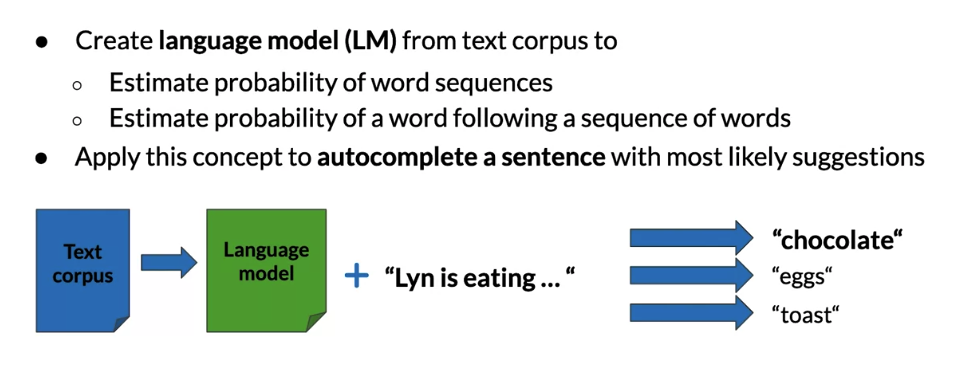 ● Create language model (LM) from text corpus to
○ Estimate probability of word sequences
○ Estimate probability of a word following a sequence of words
● Apply this concept to autocomplete a sentence with most likely suggestions
Text
corpus
Language
model
+ “Lyn is eating ... “
“chocolate“
“eggs“
“toast“